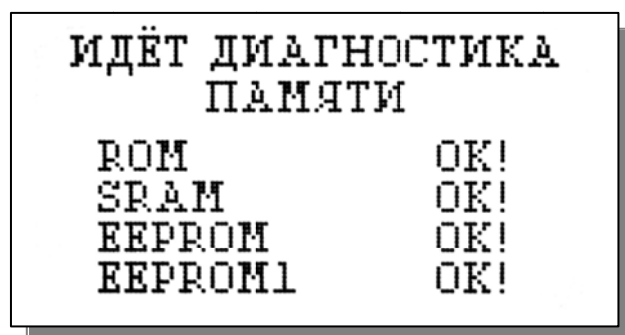 ИДЁТ ДИАГНОСТИКА
ПАМЯТИ
ROM OK!
SRAM OK!
EEPROM OK!
EEPROM1 OK!